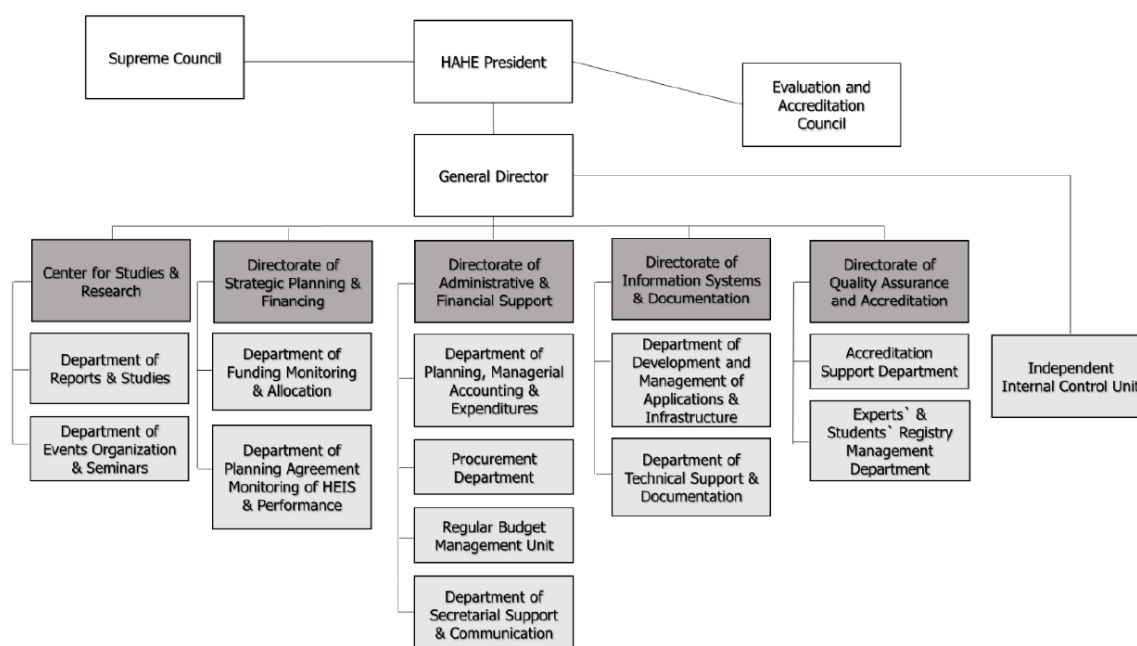 Supreme Council
HAHE President
Evaluation and
Accreditation
Council
General Director
Center for Studies &
Research
Directorate of
Strategic Planning &
Financing
Directorate of
Administrative &
Financial Support
Directorate of
Information Systems
& Documentation
Directorate of
Quality Assurance
and Accreditation
Department of
Reports & Studies
Department of
Events Organization
& Seminars
Department of
Funding Monitoring
& Allocation
Department of
Planning Agreement
Monitoring of HEIS
& Performance
Department of
Planning, Managerial
Accounting &
Expenditures
Procurement
Department
Regular Budget
Management Unit
Department of
Secretarial Support
& Communication
Department of
Development and
Management of
Applications &
Infrastructure
Department of
Technical Support &
Documentation
Accreditation
Support Department
Experts` &
Students` Registry
Management
Department
Independent
Internal Control Unit